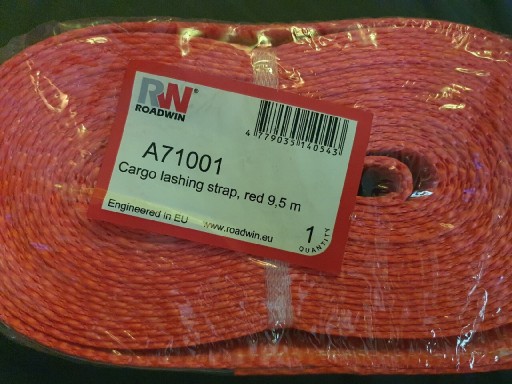 RW®
ROADWIN
4 779035 140543
A71001
Cargo lashing strap, red 9,5 m
Engineered in EU www.roadwin.eu
1
QUANTITY